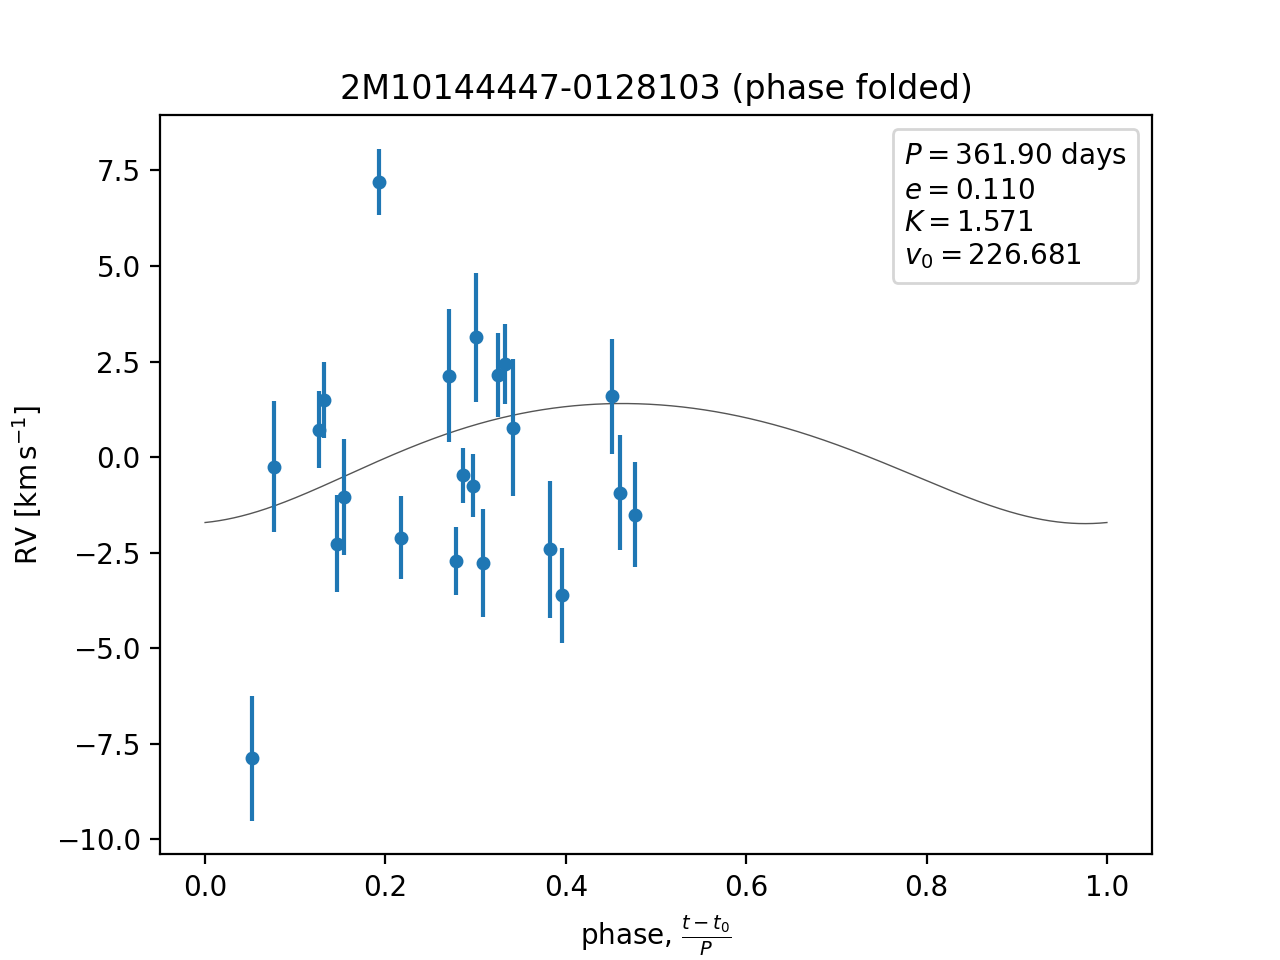 2M10144447-0128103 (phase folded)
P = 361.90 days
e = 0.110
K = 1.571
v₀ = 226.681
RV [km s⁻¹]
7.5
5.0
2.5
0.0
−2.5
−5.0
−7.5
−10.0
0.0 0.2 0.4 0.6 0.8 1.0
phase, (t − t₀)/P